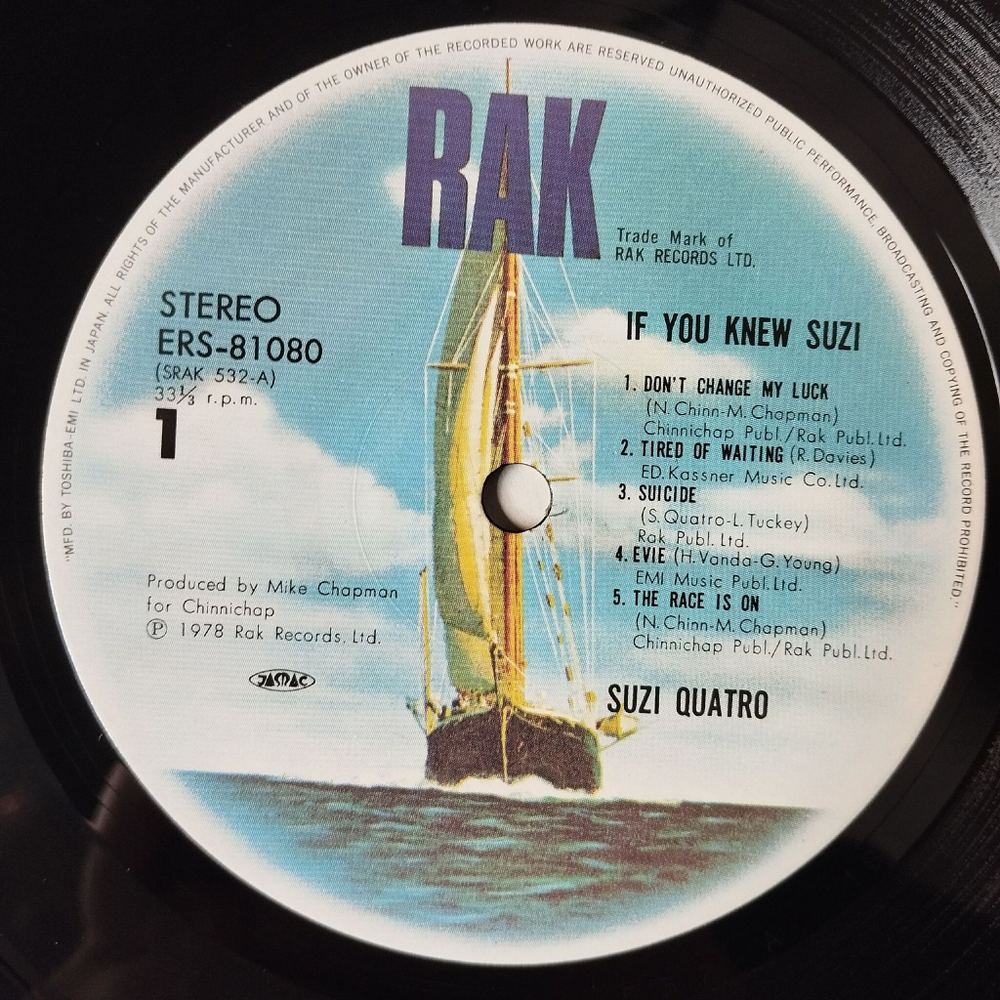 "MFD. BY TOSHIBA-EMI LTD. IN JAPAN. ALL RIGHTS OF THE MANUFACTURER AND OF THE OWNER OF THE RECORDED WORK ARE RESERVED UNAUTHORIZED PUBLIC PERFORMANCE, BROADCASTING AND COPYING OF THE RECORD PROHIBITED."
RAK
Trade Mark of
RAK RECORDS LTD.
STEREO
ERS-81080
(SRAK 532-A)
33⅓ r.p.m.
1
IF YOU KNEW SUZI
1. DON'T CHANGE MY LUCK
(N. Chinn-M. Chapman)
Chinnichap Publ./Rak Publ. Ltd.
2. TIRED OF WAITING (R. Davies)
ED. Kassner Music Co. Ltd.
3. SUICIDE
(S. Quatro-L. Tuckey)
Rak Publ. Ltd.
4. EVIE (H. Vanda-G. Young)
EMI Music Publ. Ltd.
5. THE RACE IS ON
(N. Chinn-M. Chapman)
Chinnichap Publ./Rak Publ. Ltd.
Produced by Mike Chapman
for Chinnichap
Ⓟ 1978 Rak Records. Ltd.
JASRAC
SUZI QUATRO